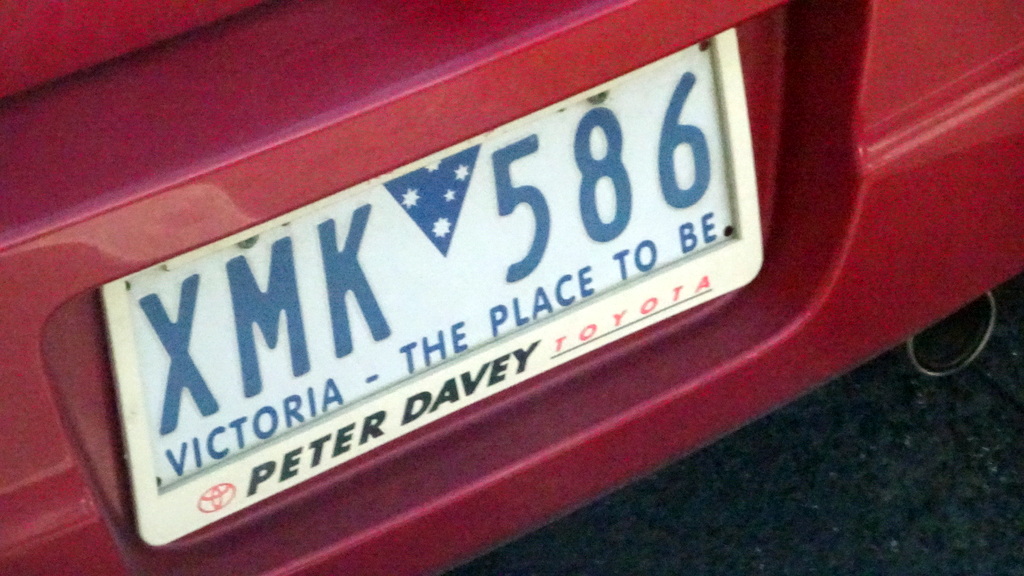 XMK 586
VICTORIA - THE PLACE TO BE
PETER DAVEY TOYOTA